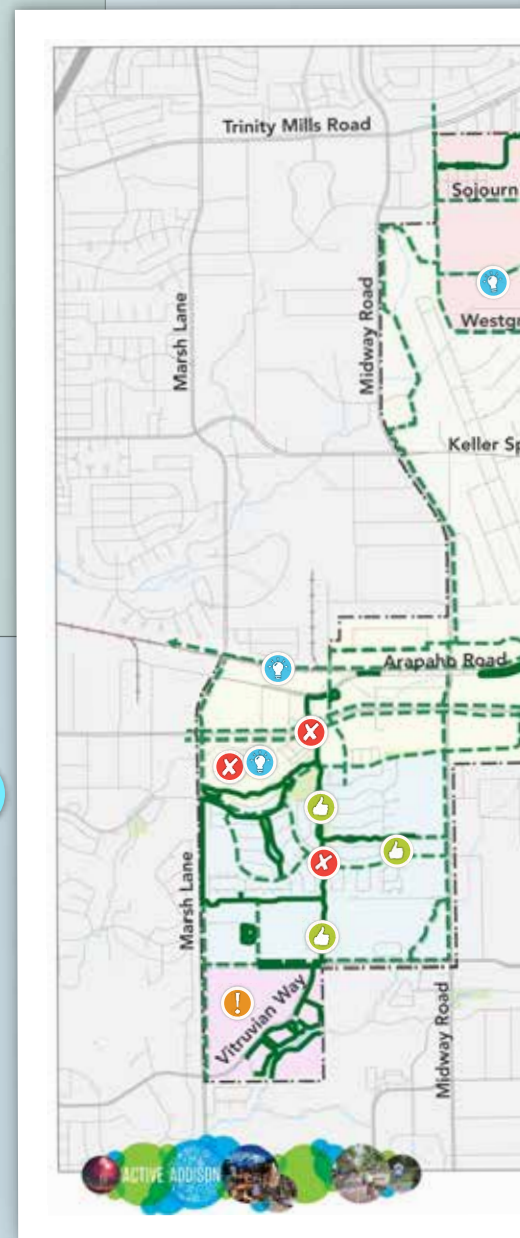 Trinity Mills Road
Sojourn
Marsh Lane
Midway Road
Westgr
Keller Sp
Arapaho Road
Marsh Lane
Vitruvian Way
Midway Road
ACTIVE ADDISON